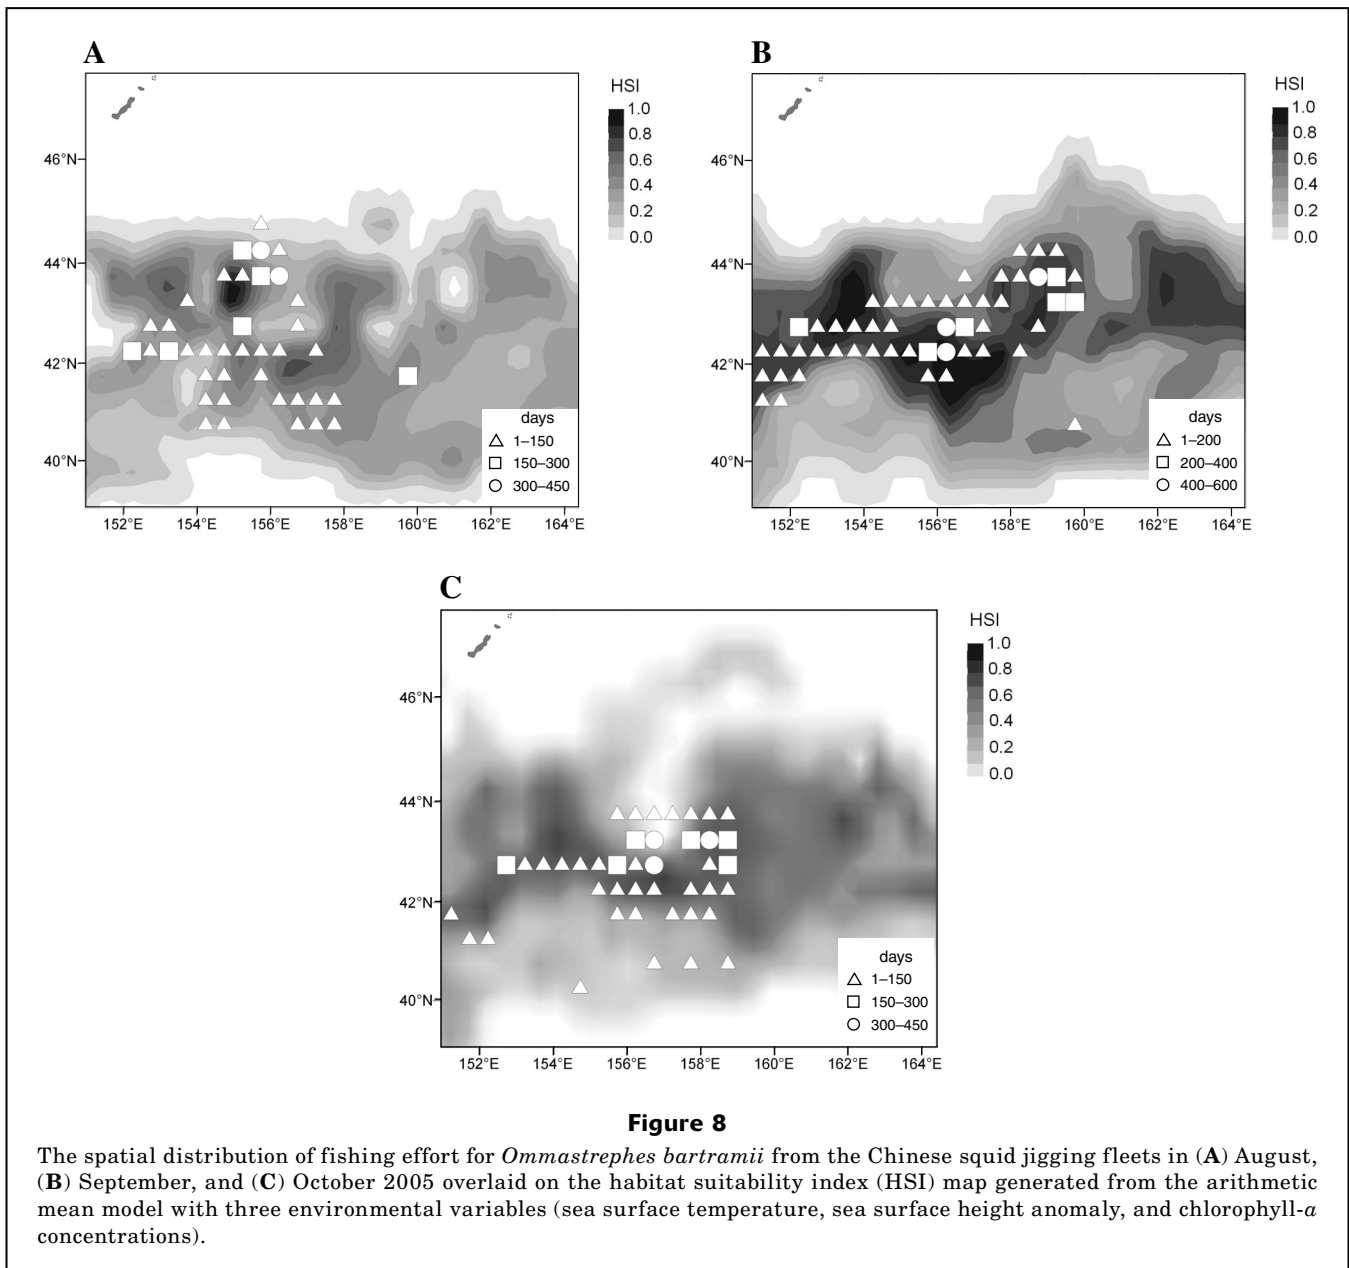 A
HSI
1.0
0.8
0.6
0.4
0.2
0.0
46°N
44°N
42°N
40°N
152°E 154°E 156°E 158°E 160°E 162°E 164°E
days
1–150
150–300
300–450
B
HSI
1.0
0.8
0.6
0.4
0.2
0.0
46°N
44°N
42°N
40°N
152°E 154°E 156°E 158°E 160°E 162°E 164°E
days
1–200
200–400
400–600
C
HSI
1.0
0.8
0.6
0.4
0.2
0.0
46°N
44°N
42°N
40°N
152°E 154°E 156°E 158°E 160°E 162°E 164°E
days
1–150
150–300
300–450
Figure 8
The spatial distribution of fishing effort for Ommastrephes bartramii from the Chinese squid jigging fleets in (A) August,
(B) September, and (C) October 2005 overlaid on the habitat suitability index (HSI) map generated from the arithmetic
mean model with three environmental variables (sea surface temperature, sea surface height anomaly, and chlorophyll-a
concentrations).